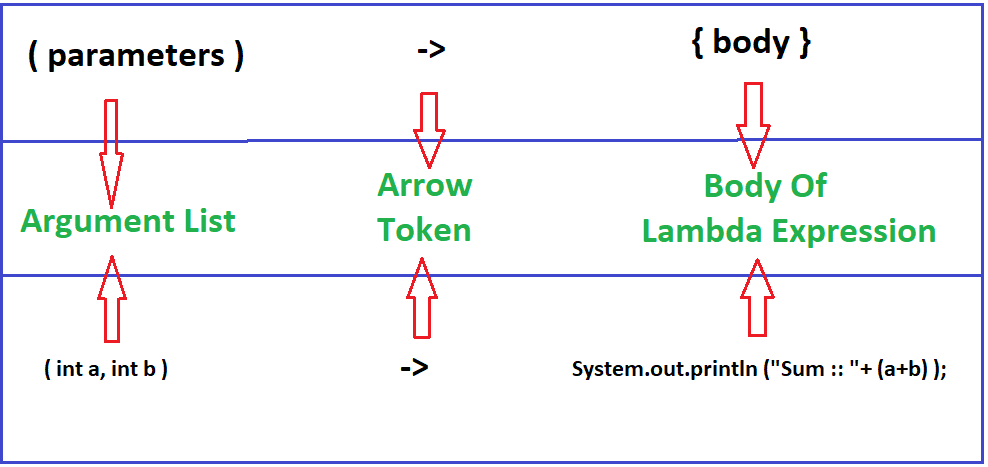 ( parameters ) -> { body }
Argument List
Arrow
Token
Body Of
Lambda Expression
( int a, int b ) -> System.out.println ("Sum :: "+ (a+b) );